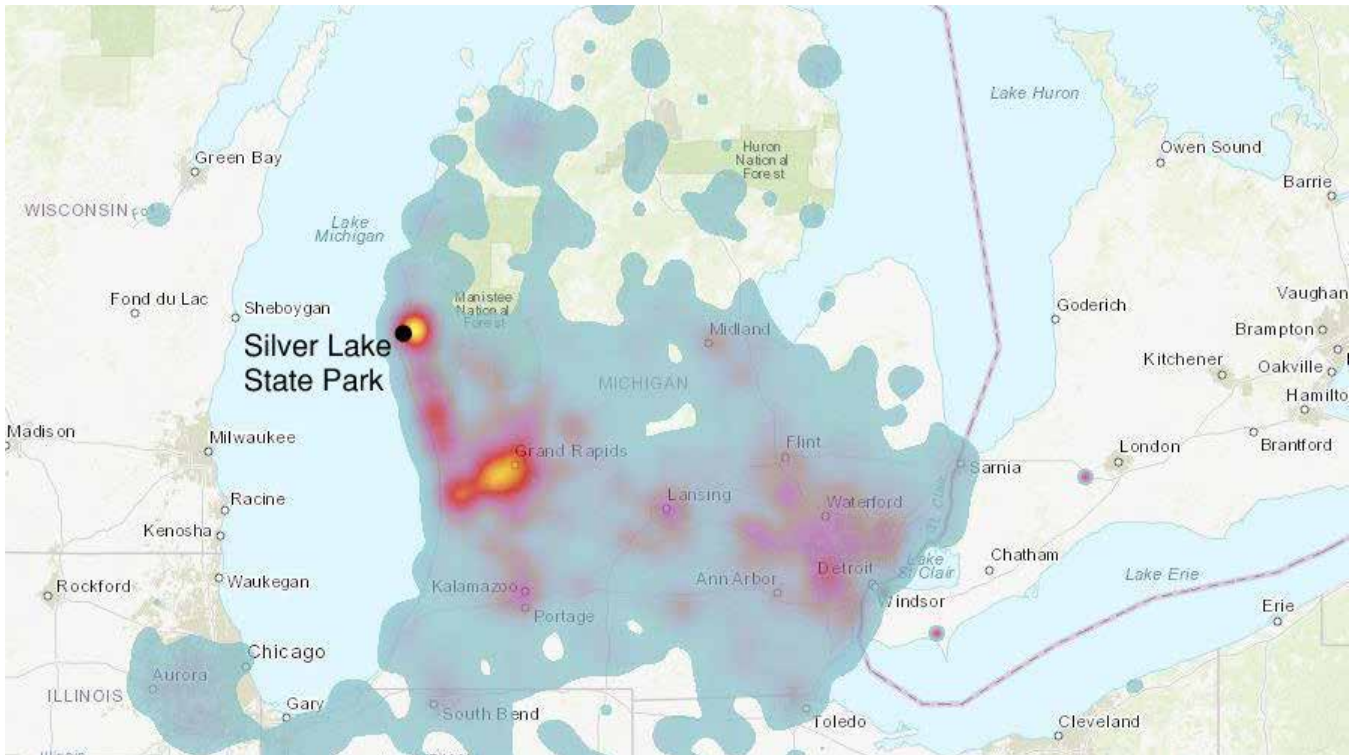 Lake Huron
Green Bay
Huron
National
Forest
Owen Sound
Barrie
WISCONSIN
Lake
Michigan
Fond du Lac
Sheboygan
Manistee
National
Forest
Goderich
Vaughan
Silver Lake
State Park
Midland
Brampton
MICHIGAN
Kitchener
Oakville
Hamilto
Madison
Milwaukee
Grand Rapids
Flint
London
Brantford
Sarnia
Racine
Lansing
Waterford
St. Clair
Kenosha
Rockford
Waukegan
Kalamazoo
Portage
Ann Arbor
Detroit
Lake
St Clair
Windsor
Chatham
Lake Erie
Erie
Chicago
Aurora
ILLINOIS
Gary
South Bend
Toledo
Cleveland